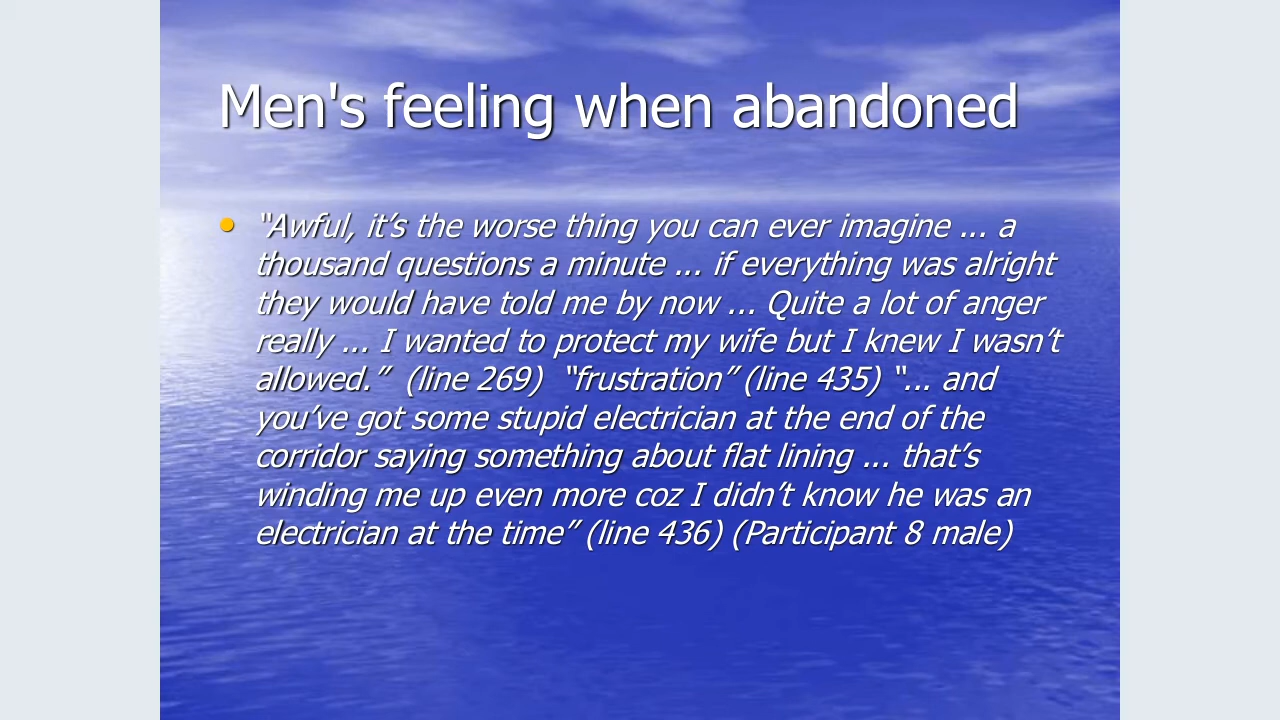 Men's feeling when abandoned
• “Awful, it’s the worse thing you can ever imagine ... a
thousand questions a minute ... if everything was alright
they would have told me by now ... Quite a lot of anger
really ... I wanted to protect my wife but I knew I wasn’t
allowed.”  (line 269)  “frustration” (line 435) “... and
you’ve got some stupid electrician at the end of the
corridor saying something about flat lining ... that’s
winding me up even more coz I didn’t know he was an
electrician at the time” (line 436) (Participant 8 male)